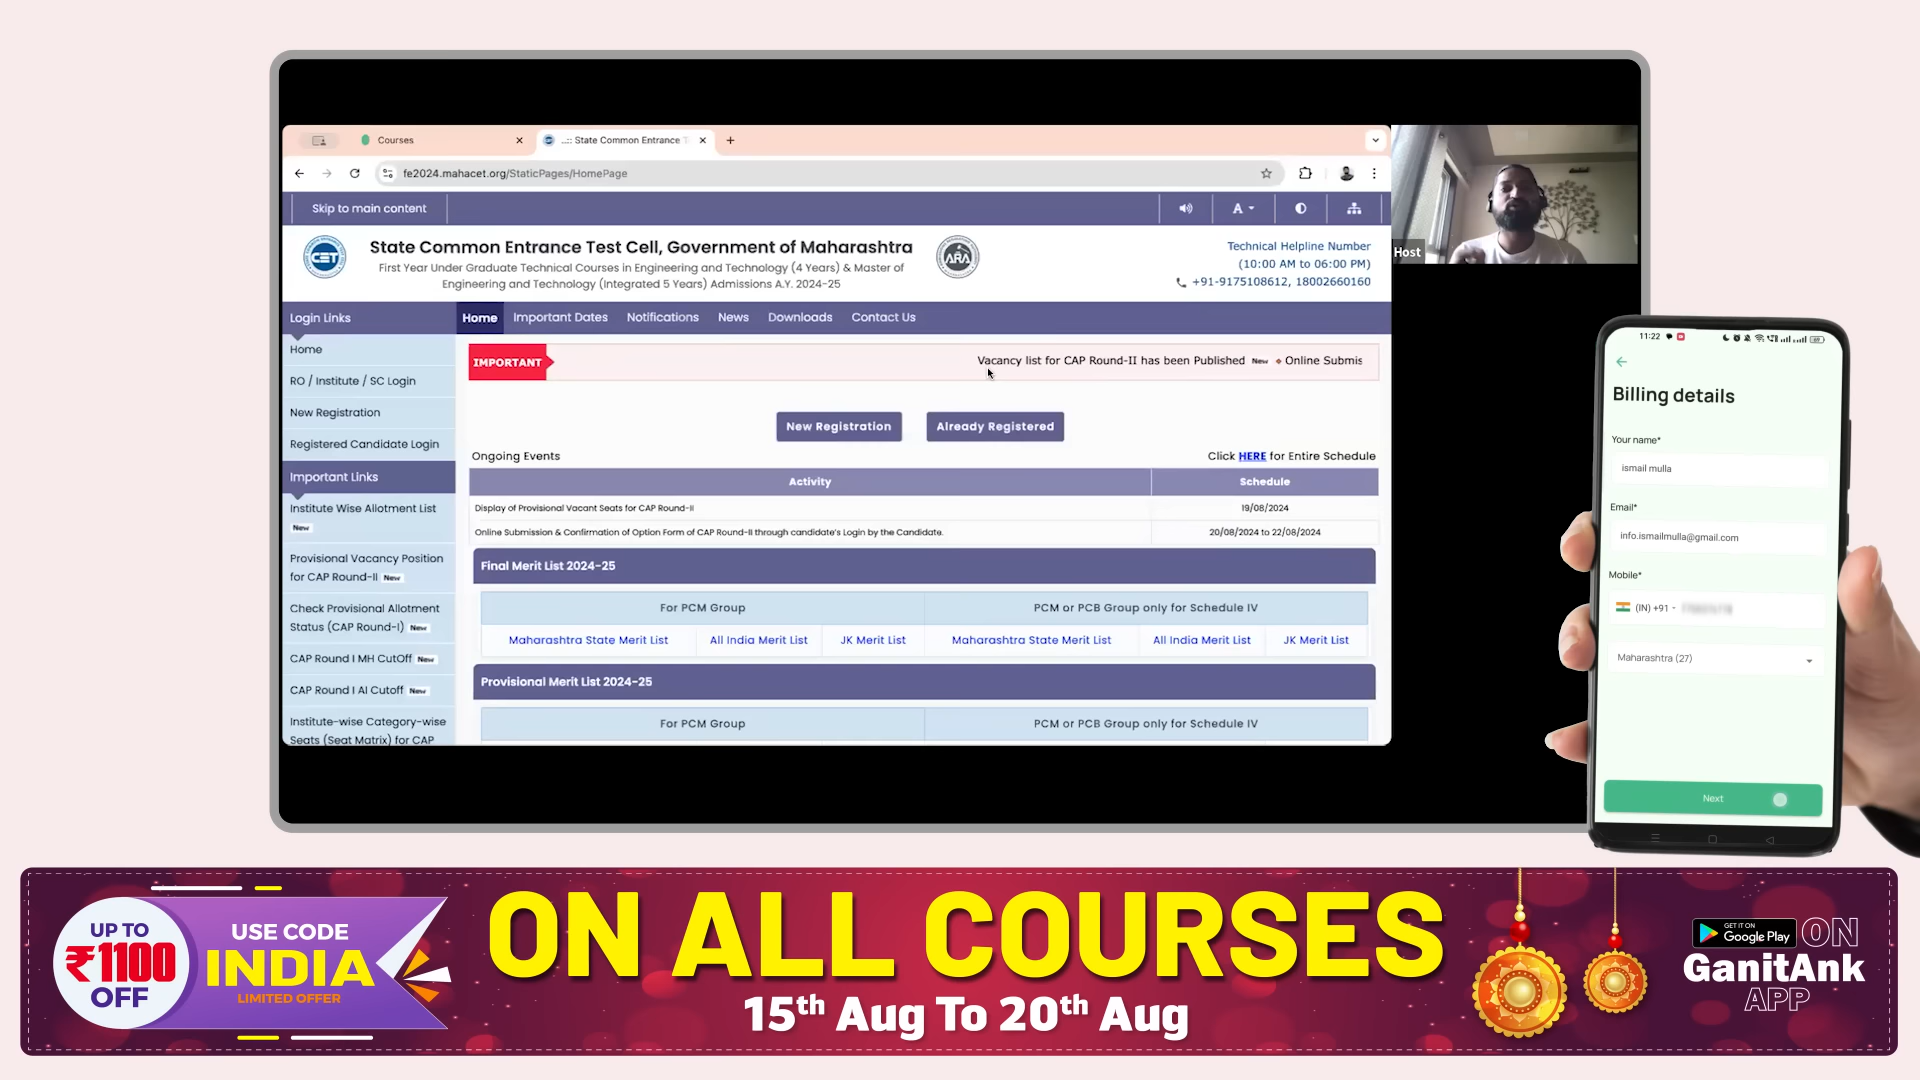 Courses
..:: State Common Entrance T
fe2024.mahacet.org/StaticPages/HomePage
Skip to main content
A
CET
State Common Entrance Test Cell, Government of Maharashtra
First Year Under Graduate Technical Courses in Engineering and Technology (4 Years) & Master of
Engineering and Technology (Integrated 5 Years) Admissions A.Y. 2024-25
ARA
Technical Helpline Number
(10:00 AM to 06:00 PM)
+91-9175108612, 18002660160
Host
Login Links
Home
Important Dates
Notifications
News
Downloads
Contact Us
Home
RO / Institute / SC Login
New Registration
Registered Candidate Login
Important Links
Institute Wise Allotment List
New
Provisional Vacancy Position
for CAP Round-II New
Check Provisional Allotment
Status (CAP Round-I) New
CAP Round I MH CutOff New
CAP Round I AI Cutoff New
Institute-wise Category-wise
Seats (Seat Matrix) for CAP
IMPORTANT
Vacancy list for CAP Round-II has been Published New Online Submis
New Registration
Already Registered
Ongoing Events
Click HERE for Entire Schedule
Activity
Schedule
Display of Provisional Vacant Seats for CAP Round-II
19/08/2024
Online Submission & Confirmation of Option Form of CAP Round-II through candidate's Login by the Candidate.
20/08/2024 to 22/08/2024
Final Merit List 2024-25
For PCM Group
PCM or PCB Group only for Schedule IV
Maharashtra State Merit List
All India Merit List
JK Merit List
Maharashtra State Merit List
All India Merit List
JK Merit List
Provisional Merit List 2024-25
For PCM Group
PCM or PCB Group only for Schedule IV
11:22
Billing details
Your name*
ismail mulla
Email*
info.ismailmulla@gmail.com
Mobile*
(IN) +91 -
Maharashtra (27)
Next
UP TO
₹1100
OFF
USE CODE
INDIA
LIMITED OFFER
ON ALL COURSES
15th Aug To 20th Aug
GET IT ON
Google Play
ON
GanitAnk
APP